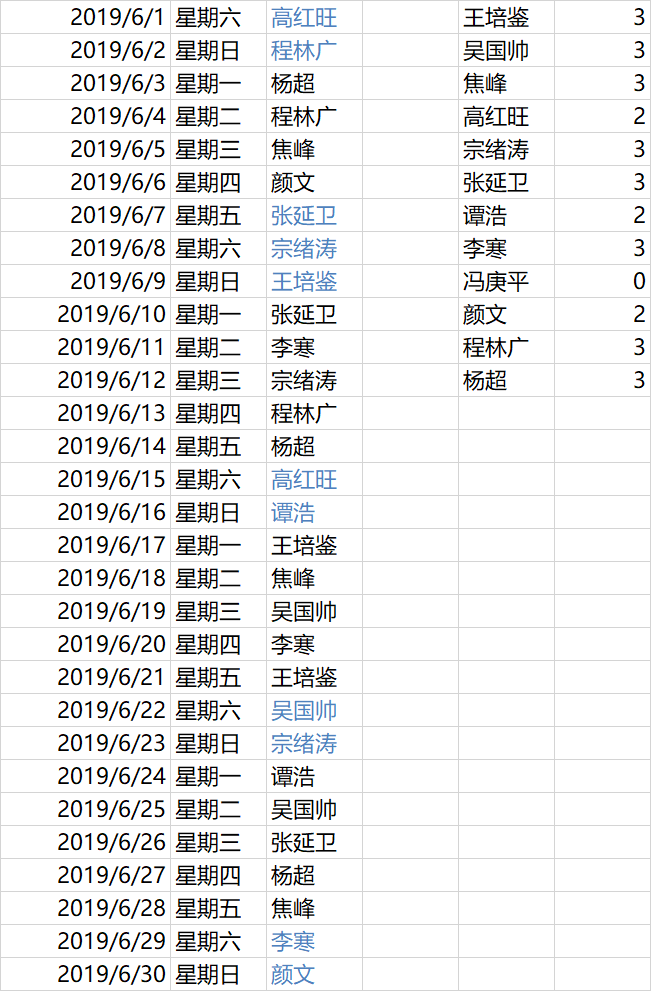 2019/6/1 星期六 高红旺 王培鉴 3
2019/6/2 星期日 程林广 吴国帅 3
2019/6/3 星期一 杨超 焦峰 3
2019/6/4 星期二 程林广 高红旺 2
2019/6/5 星期三 焦峰 宗绪涛 3
2019/6/6 星期四 颜文 张延卫 3
2019/6/7 星期五 张延卫 谭浩 2
2019/6/8 星期六 宗绪涛 李寒 3
2019/6/9 星期日 王培鉴 冯庚平 0
2019/6/10 星期一 张延卫 颜文 2
2019/6/11 星期二 李寒 程林广 3
2019/6/12 星期三 宗绪涛 杨超 3
2019/6/13 星期四 程林广
2019/6/14 星期五 杨超
2019/6/15 星期六 高红旺
2019/6/16 星期日 谭浩
2019/6/17 星期一 王培鉴
2019/6/18 星期二 焦峰
2019/6/19 星期三 吴国帅
2019/6/20 星期四 李寒
2019/6/21 星期五 王培鉴
2019/6/22 星期六 吴国帅
2019/6/23 星期日 宗绪涛
2019/6/24 星期一 谭浩
2019/6/25 星期二 吴国帅
2019/6/26 星期三 张延卫
2019/6/27 星期四 杨超
2019/6/28 星期五 焦峰
2019/6/29 星期六 李寒
2019/6/30 星期日 颜文